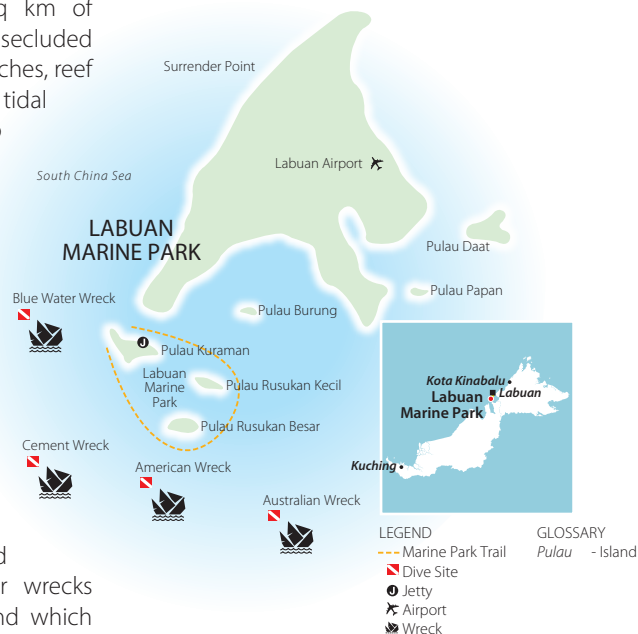 q km of
secluded
ches, reef
tidal
Surrender Point
Labuan Airport
South China Sea
LABUAN
MARINE PARK
Pulau Daat
Pulau Papan
Blue Water Wreck
Pulau Burung
J
Pulau Kuraman
Labuan
Marine
Park
Pulau Rusukan Kecil
Pulau Rusukan Besar
Cement Wreck
American Wreck
Australian Wreck
Kota Kinabalu
Labuan
Labuan
Marine Park
Kuching
LEGEND
Marine Park Trail
Dive Site
J Jetty
Airport
Wreck
GLOSSARY
Pulau - Island
d
r wrecks
nd which